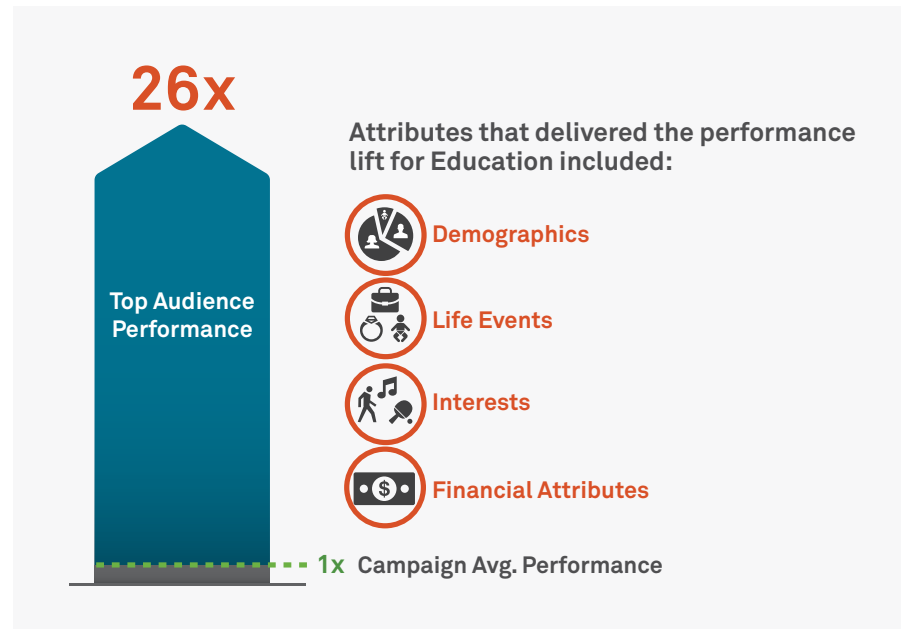 26x
Top Audience
Performance
Attributes that delivered the performance
lift for Education included:
Demographics
Life Events
Interests
$
Financial Attributes
1x Campaign Avg. Performance